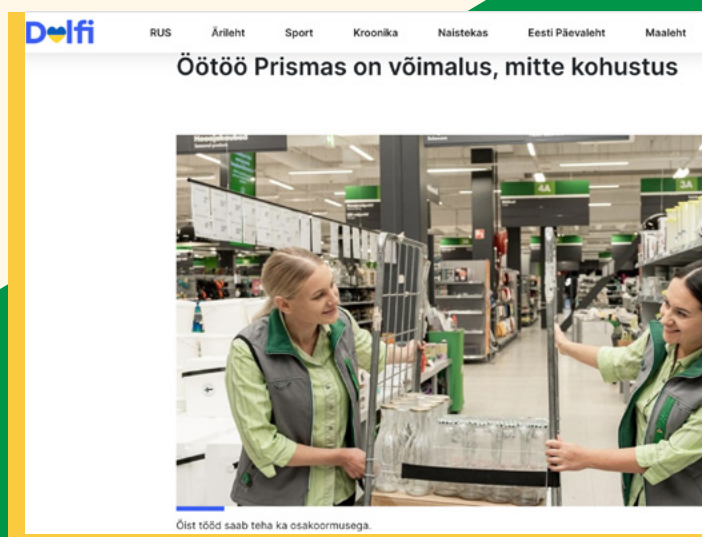 Delfi
RUS Ärileht Sport Kroonika Naistekas Eesti Päevaleht Maaleht
Öötöö Prismas on võimalus, mitte kohustus
4A
3A
Öist tööd saab teha ka osakoormusega.